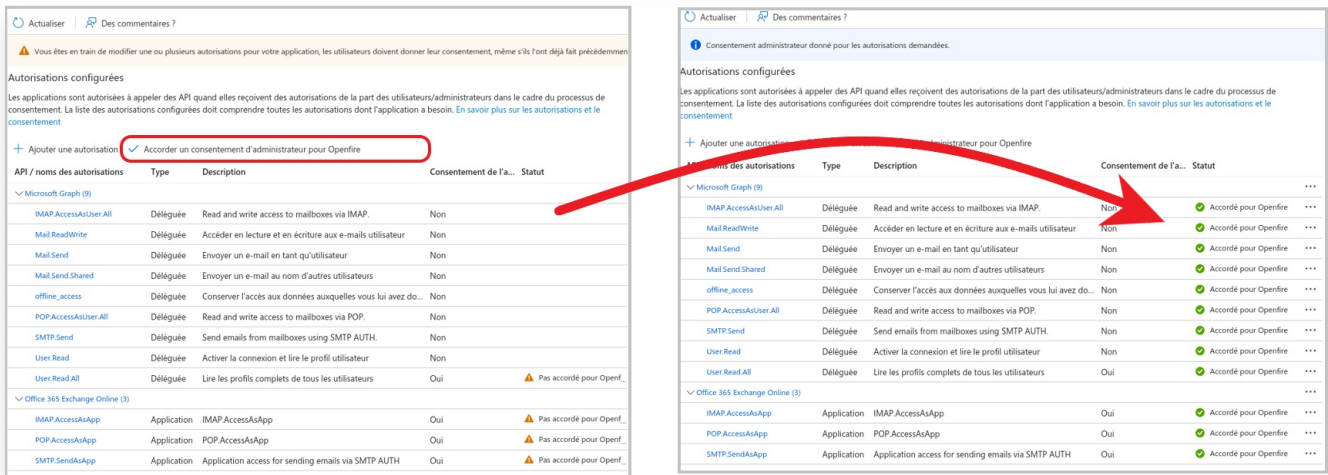 Actualiser Des commentaires ?
Vous êtes en train de modifier une ou plusieurs autorisations pour votre application, les utilisateurs doivent donner leur consentement, même s'ils l'ont déjà fait précédemmen
Autorisations configurées
Les applications sont autorisées à appeler des API quand elles reçoivent des autorisations de la part des utilisateurs/administrateurs dans le cadre du processus de
consentement. La liste des autorisations configurées doit comprendre toutes les autorisations dont l'application a besoin. En savoir plus sur les autorisations et le
consentement
Ajouter une autorisation Accorder un consentement d'administrateur pour Openfire
API / noms des autorisations Type Description Consentement de l'a... Statut
Microsoft Graph (9)
IMAP.AccessAsUser.All Déléguée Read and write access to mailboxes via IMAP. Non
Mail.ReadWrite Déléguée Accéder en lecture et en écriture aux e-mails utilisateur Non
Mail.Send Déléguée Envoyer un e-mail en tant qu'utilisateur Non
Mail.Send.Shared Déléguée Envoyer un e-mail au nom d'autres utilisateurs Non
offline_access Déléguée Conserver l'accès aux données auxquelles vous lui avez do... Non
POP.AccessAsUser.All Déléguée Read and write access to mailboxes via POP. Non
SMTP.Send Déléguée Send emails from mailboxes using SMTP AUTH. Non
User.Read Déléguée Activer la connexion et lire le profil utilisateur Non
User.Read.All Déléguée Lire les profils complets de tous les utilisateurs Oui Pas accordé pour Openf...
Office 365 Exchange Online (3)
IMAP.AccessAsApp Application IMAP.AccessAsApp Oui Pas accordé pour Openf...
POP.AccessAsApp Application POP.AccessAsApp Oui Pas accordé pour Openf...
SMTP.SendAsApp Application Application access for sending emails via SMTP AUTH Oui Pas accordé pour Openf...
Actualiser Des commentaires ?
Consentement administrateur donné pour les autorisations demandées.
Autorisations configurées
Les applications sont autorisées à appeler des API quand elles reçoivent des autorisations de la part des utilisateurs/administrateurs dans le cadre du processus de
consentement. La liste des autorisations configurées doit comprendre toutes les autorisations dont l'application a besoin. En savoir plus sur les autorisations et le
consentement
Ajouter une administrateur pour Openfire
noms des autorisations Type Description Consentement de l'a... Statut
Microsoft Graph (9)
IMAP.AccessAsUser.All Déléguée Read and write access to mailboxes via IMAP. Non Accordé pour Openfire
Mail.ReadWrite Déléguée Accéder en lecture et en écriture aux e-mails utilisateur Non Accordé pour Openfire
Mail.Send Déléguée Envoyer un e-mail en tant qu'utilisateur Non Accordé pour Openfire
Mail.Send.Shared Déléguée Envoyer un e-mail au nom d'autres utilisateurs Non Accordé pour Openfire
offline_access Déléguée Conserver l'accès aux données auxquelles vous lui avez do... Non Accordé pour Openfire
POP.AccessAsUser.All Déléguée Read and write access to mailboxes via POP. Non Accordé pour Openfire
SMTP.Send Déléguée Send emails from mailboxes using SMTP AUTH. Non Accordé pour Openfire
User.Read Déléguée Activer la connexion et lire le profil utilisateur Non Accordé pour Openfire
User.Read.All Déléguée Lire les profils complets de tous les utilisateurs Oui Accordé pour Openfire
Office 365 Exchange Online (3)
IMAP.AccessAsApp Application IMAP.AccessAsApp Oui Accordé pour Openfire
POP.AccessAsApp Application POP.AccessAsApp Oui Accordé pour Openfire
SMTP.SendAsApp Application Application access for sending emails via SMTP AUTH Oui Accordé pour Openfire